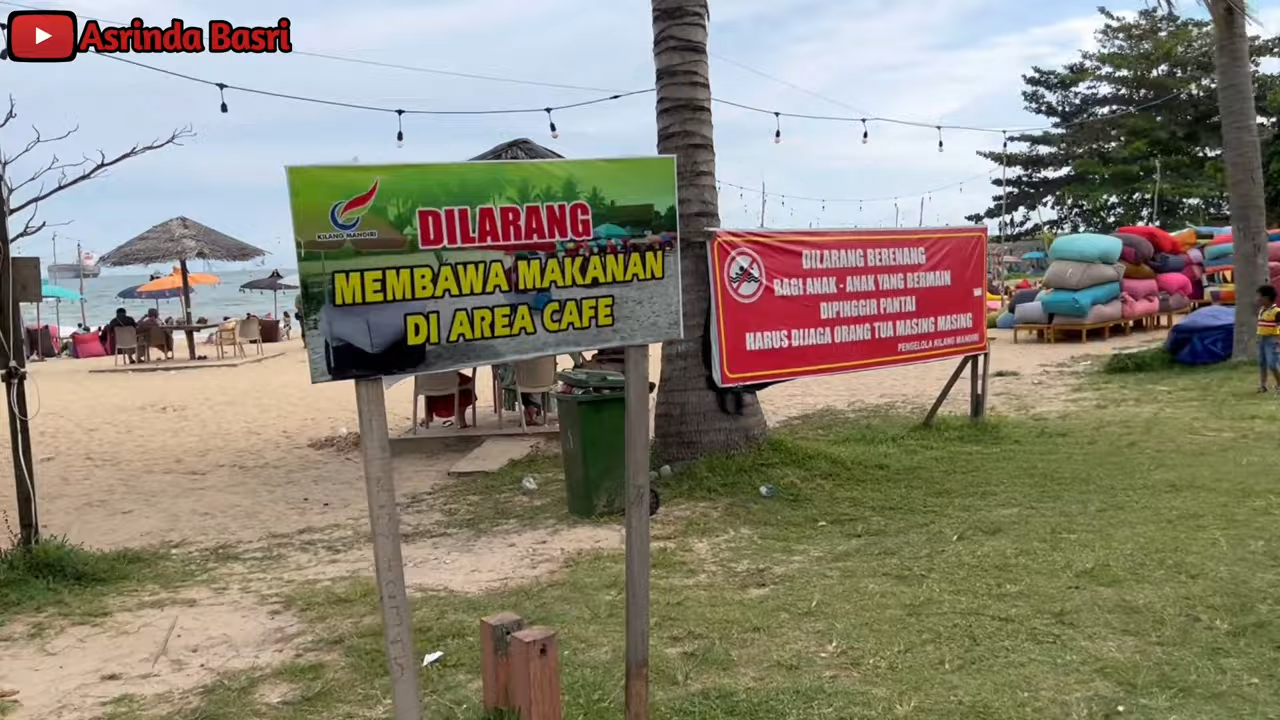 Asrinda Basri
KILANG MANDIRI
DILARANG
MEMBAWA MAKANAN
DI AREA CAFE
DILARANG BERENANG
BAGI ANAK - ANAK YANG BERMAIN
DIPINGGIR PANTAI
HARUS DIJAGA ORANG TUA MASING MASING
PENGELOLA KILANG MANDIRI